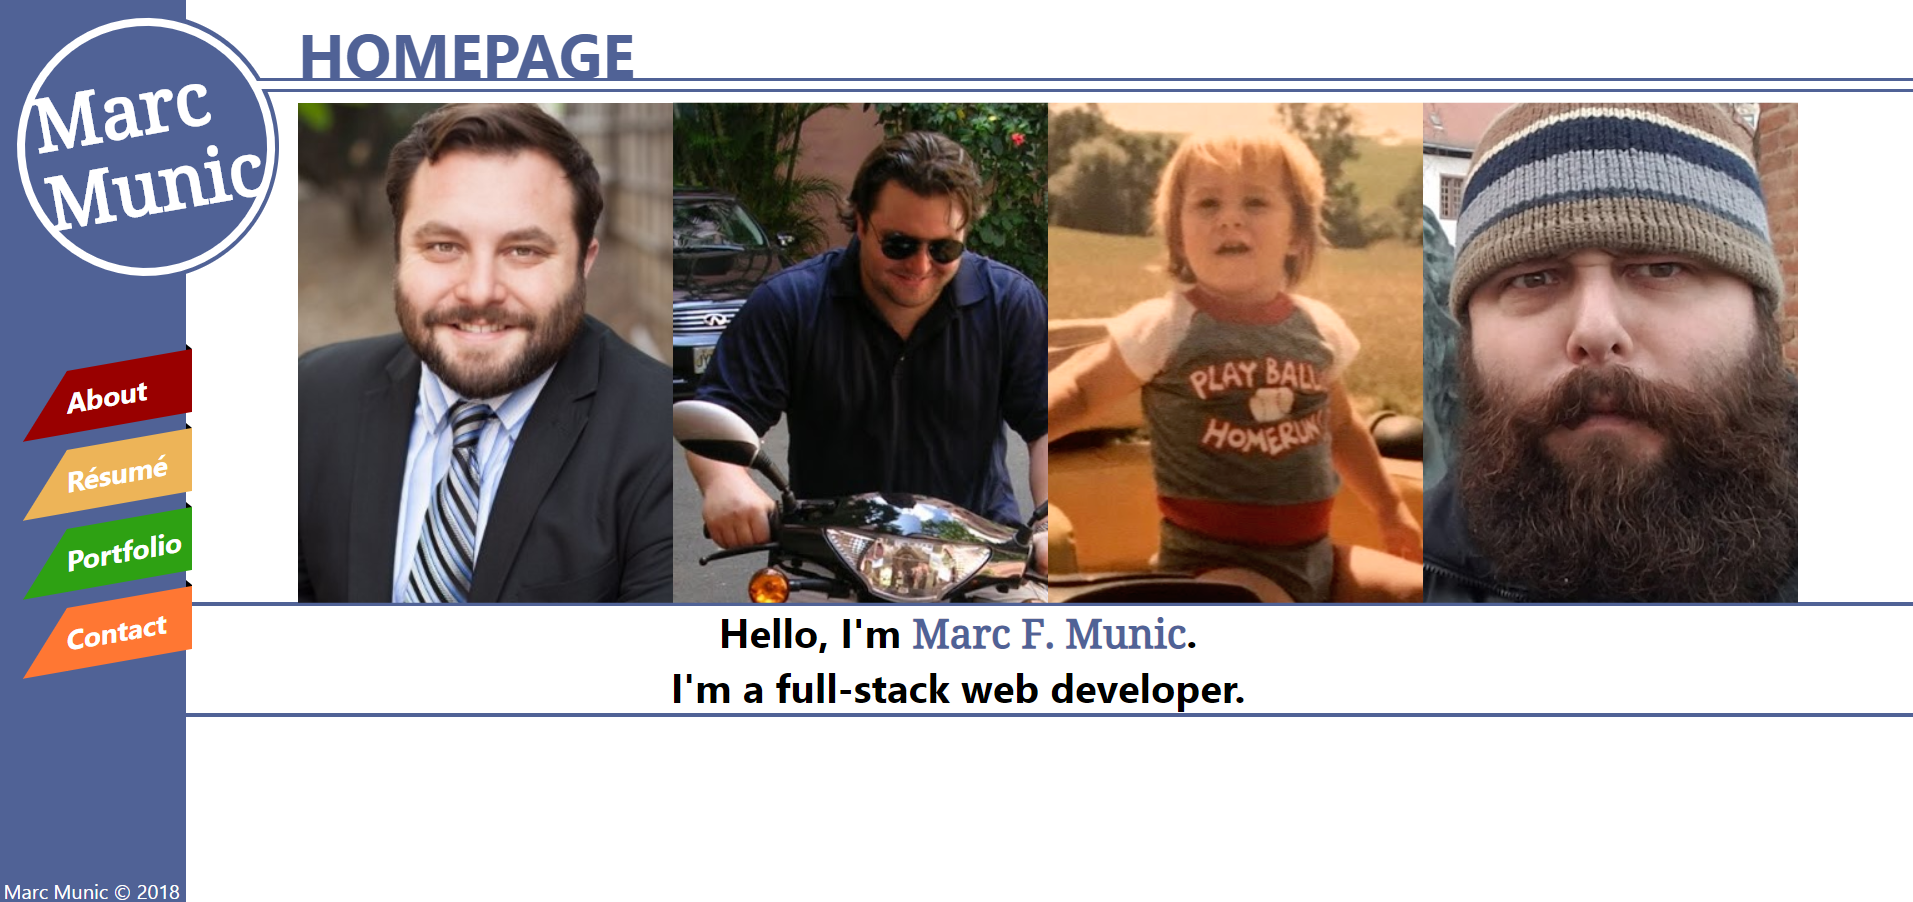 Marc
Munic
HOMEPAGE
About
Résumé
Portfolio
Contact
PLAY BALL
HOMERUN
Hello, I'm Marc F. Munic.
I'm a full-stack web developer.
Marc Munic © 2018